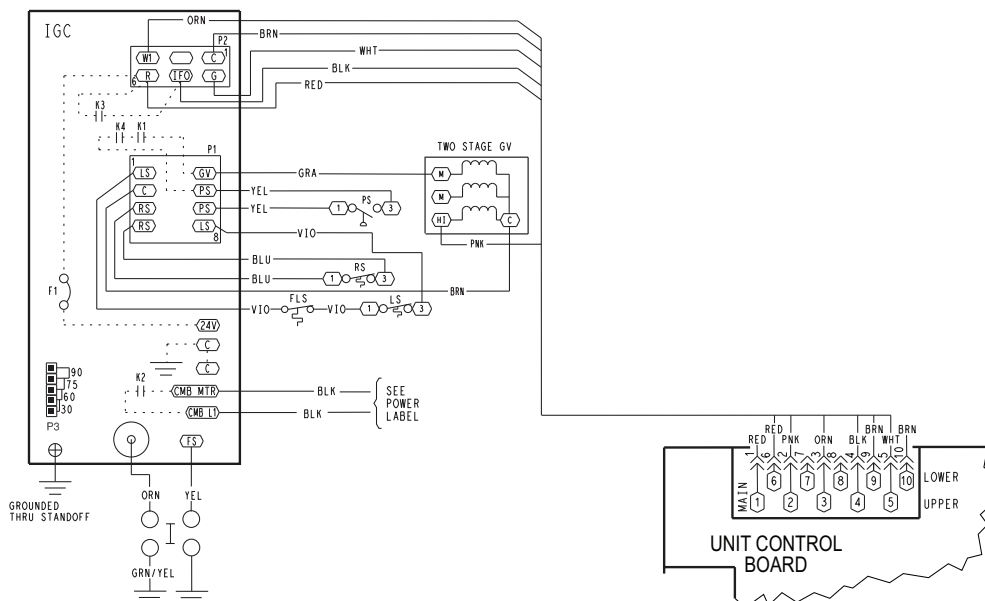 IGC
ORN
BRN
P2
WHT
W1 C 1
BLK
R IFO G
6
RED
K3
K4 K1
P1
TWO STAGE GV
1
LS GV
GRA
M
C PS
YEL
M
RS PS
YEL
1 PS 3
HI C
RS LS
8
VIO
PNK
BLU
BLU
1 RS 3
BRN
F1
VIO FLS VIO 1 LS 3
24V
C
C
90
75
60
30
P3
K2
CMB MTR BLK
SEE
POWER
LABEL
CMB L1 BLK
FS
GROUNDED
THRU STANDOFF
ORN YEL
GRN/YEL
RED BRN
RED PNK ORN BLK WHT BRN
1 6 2 7 3 8 4 9 5 10
6 7 8 9 10 LOWER
MAIN
1 2 3 4 5 UPPER
UNIT CONTROL
BOARD